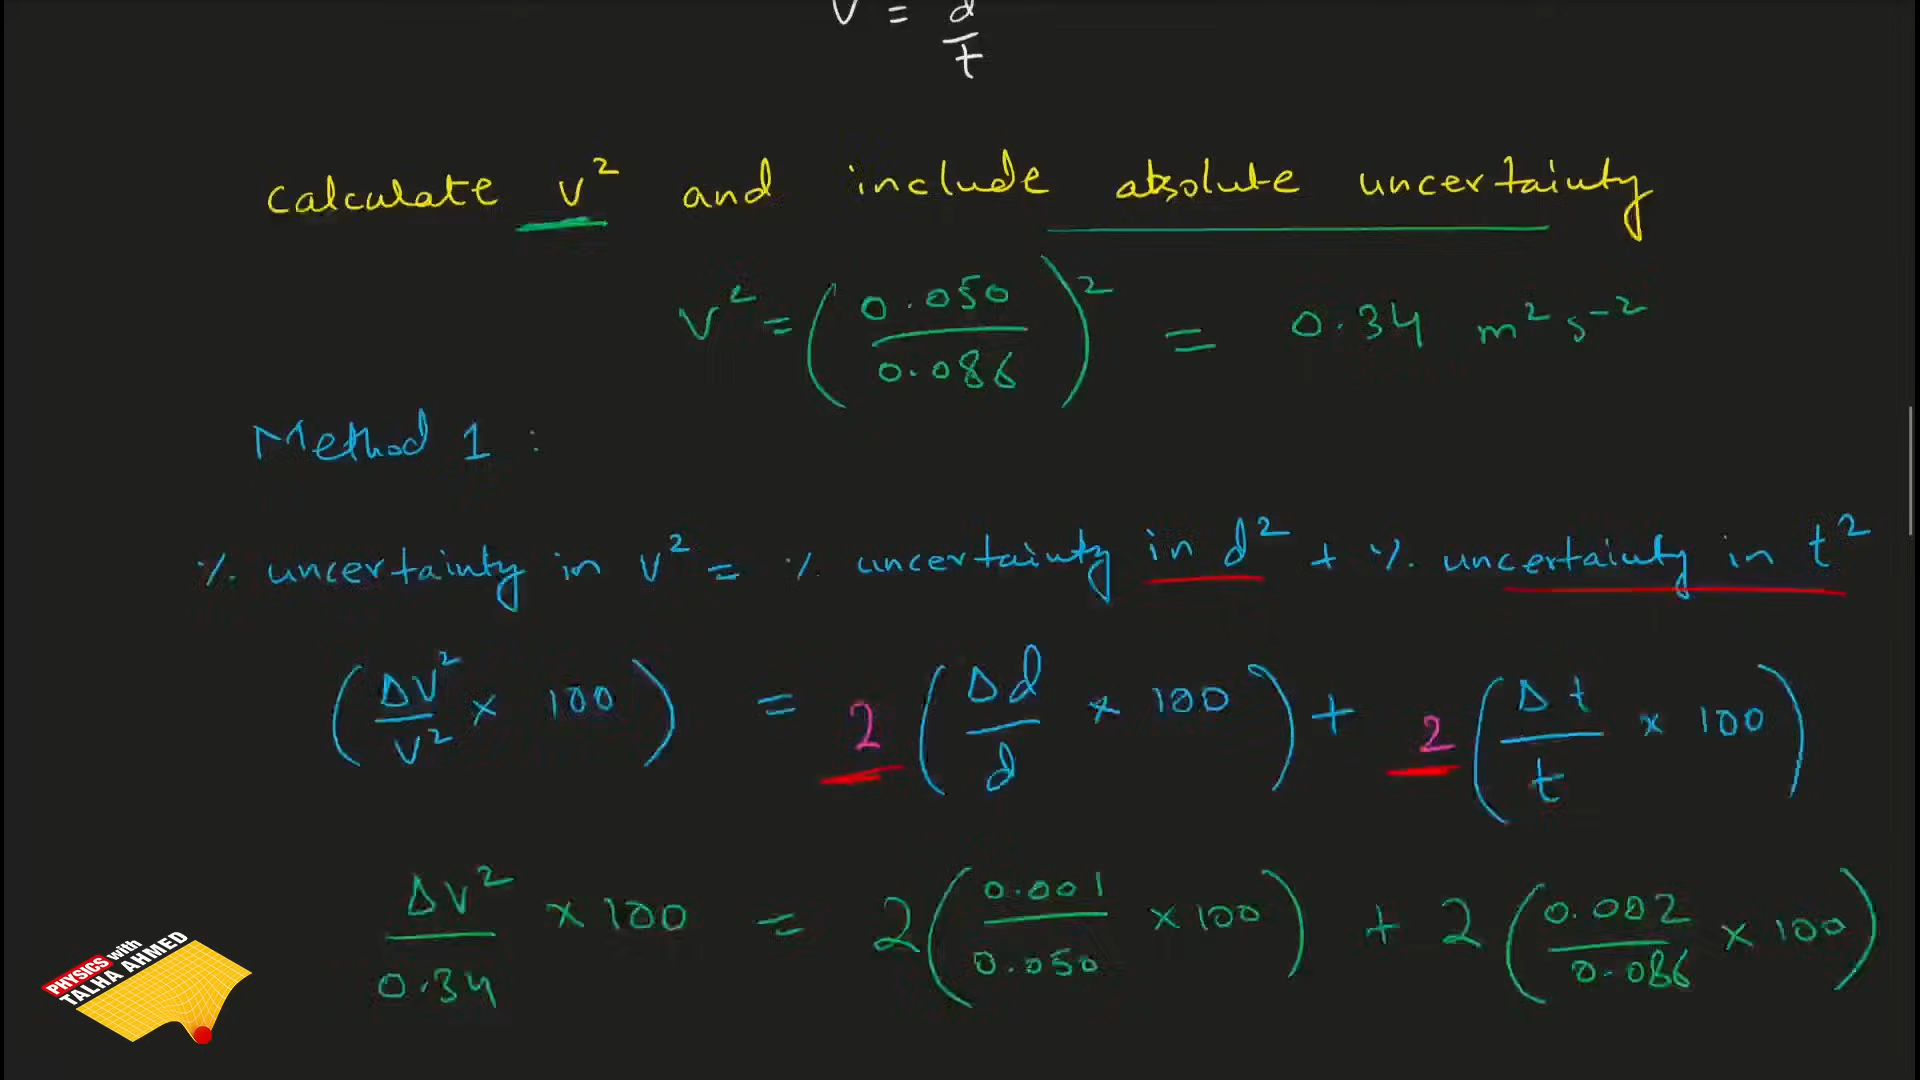 V = d/t
calculate v² and include absolute uncertainty
v² = (0.050/0.086)² = 0.34 m² s⁻²
Method 1 :
% uncertainty in v² = % uncertainty in d² + % uncertainty in t²
(Δv²/v² × 100) = 2 (Δd/d × 100) + 2 (Δt/t × 100)
Δv²/0.34 × 100 = 2 (0.001/0.050 × 100) + 2 (0.002/0.086 × 100)
PHYSICS with
TALHA AHMED